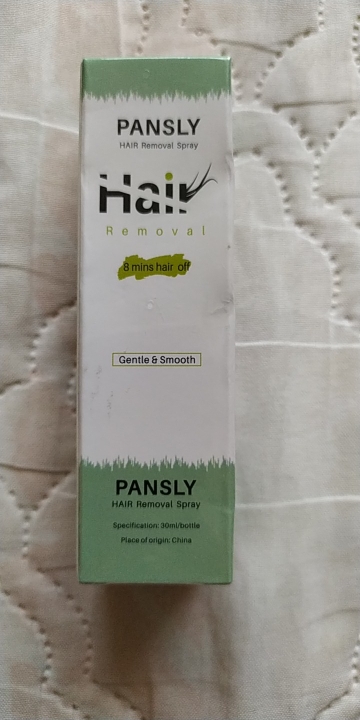 PANSLY
HAIR Removal Spray
Hair
Removal
8 mins hair off
Gentle & Smooth
PANSLY
HAIR Removal Spray
Specification: 30ml/bottle
Place of origin: China